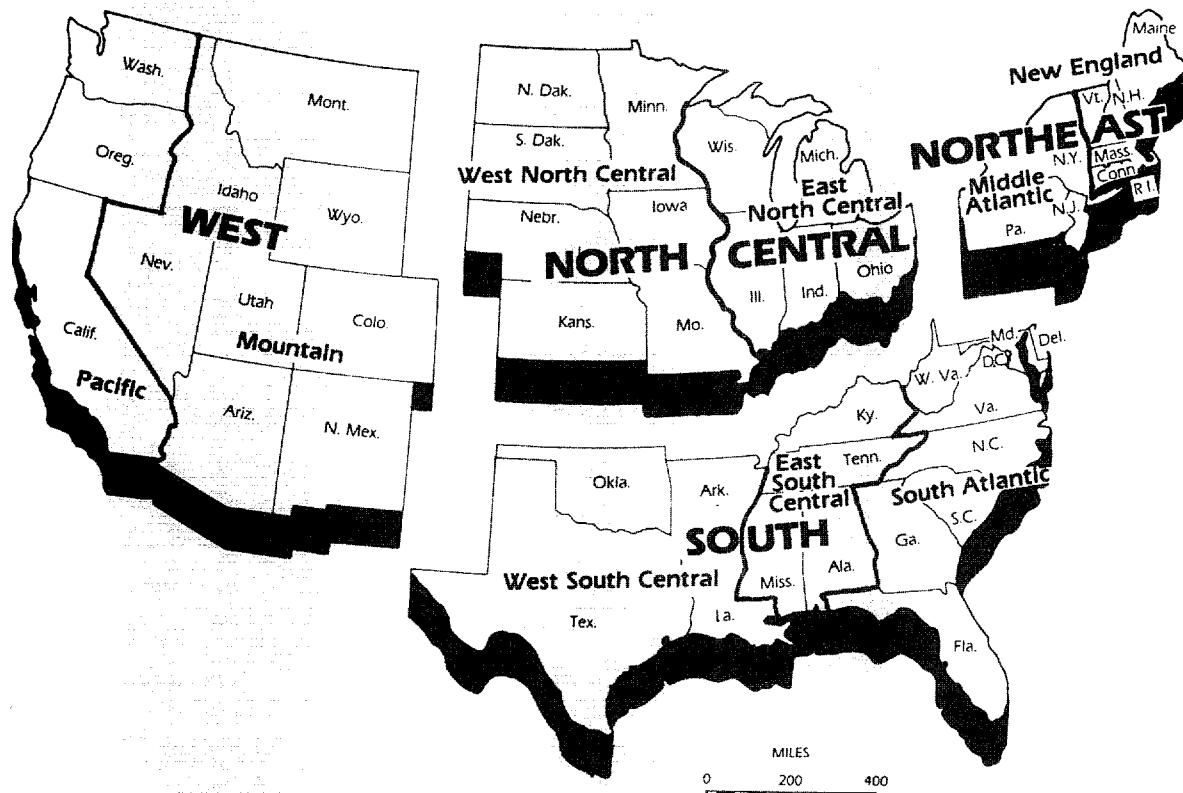 Maine
New England
Wash.
Mont.
N. Dak.
Minn.
Vt.
N.H.
NORTHEAST
Oreg.
S. Dak.
Wis.
Mich.
N.Y.
Mass.
Conn.
R.I.
West North Central
East
North Central
Middle
Atlantic
N.J.
Pa.
Idaho
Wyo.
Nebr.
Iowa
WEST
NORTH CENTRAL
Nev.
Utah
Colo.
Kans.
Mo.
Ill.
Ind.
Ohio
Calif.
Mountain
Pacific
Ariz.
N. Mex.
Md.
Del.
D.C.
W. Va.
Va.
Ky.
N.C.
Tenn.
East
South
Central
South Atlantic
Okla.
Ark.
S.C.
SOUTH
Ga.
Ala.
Miss.
West South Central
Tex.
La.
Fla.
MILES
0 200 400